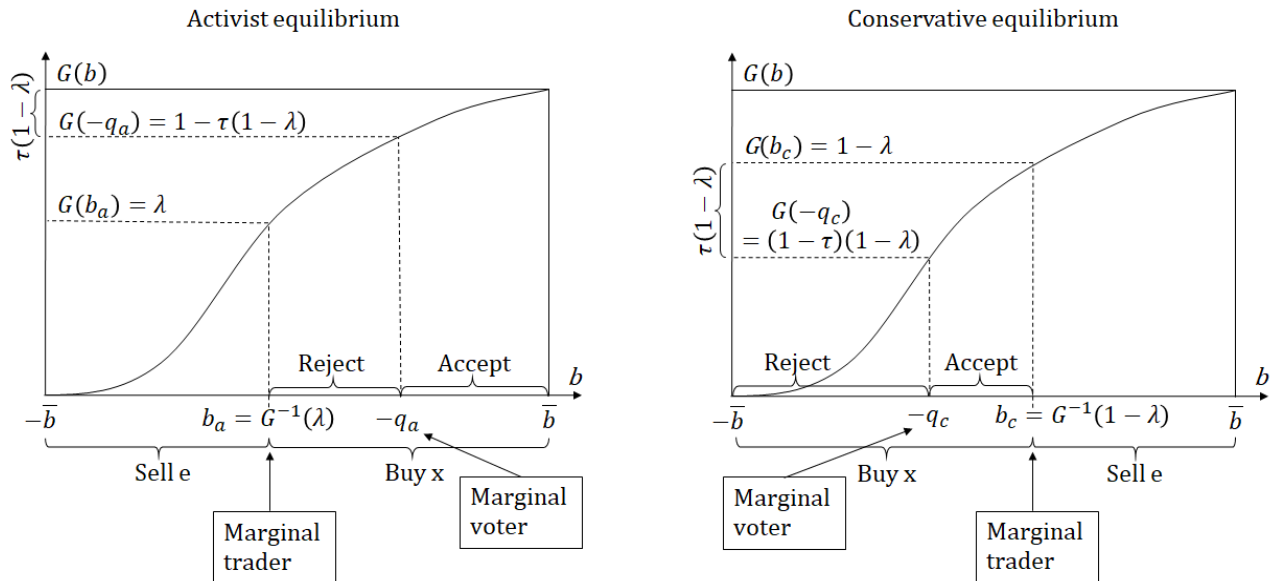 Activist equilibrium
G(b)
τ(1 − λ)
G(−q_a) = 1 − τ(1 − λ)
G(b_a) = λ
Reject
Accept
b
−b̅
b_a = G⁻¹(λ)
−q_a
b̅
Sell e
Buy x
Marginal
voter
Marginal
trader
Conservative equilibrium
G(b)
G(b_c) = 1 − λ
τ(1 − λ)
G(−q_c)
= (1 − τ)(1 − λ)
Reject
Accept
b
−b̅
−q_c
b_c = G⁻¹(1 − λ)
b̅
Buy x
Sell e
Marginal
voter
Marginal
trader